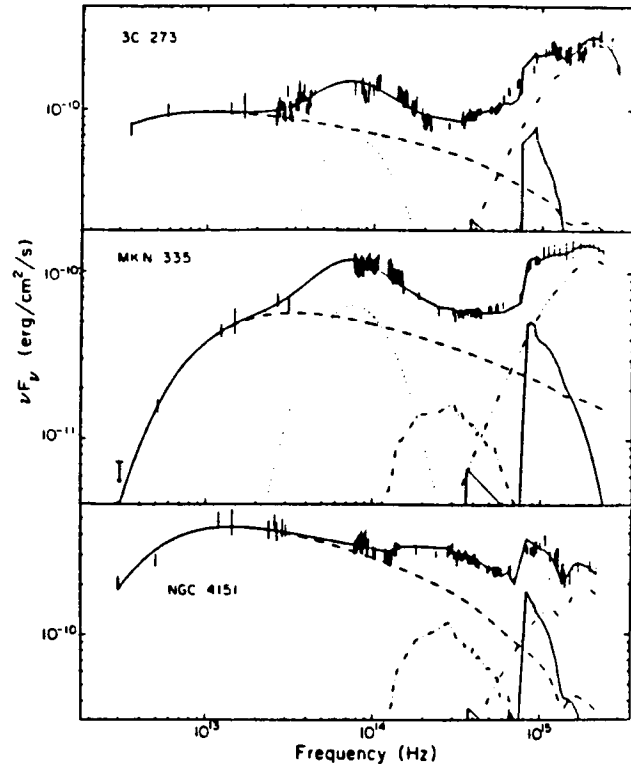 3C 273
10⁻¹⁰
MKN 335
10⁻¹⁰
10⁻¹¹
NGC 4151
10⁻¹⁰
νFν (erg/cm²/s)
10¹³ 10¹⁴ 10¹⁵
Frequency (Hz)